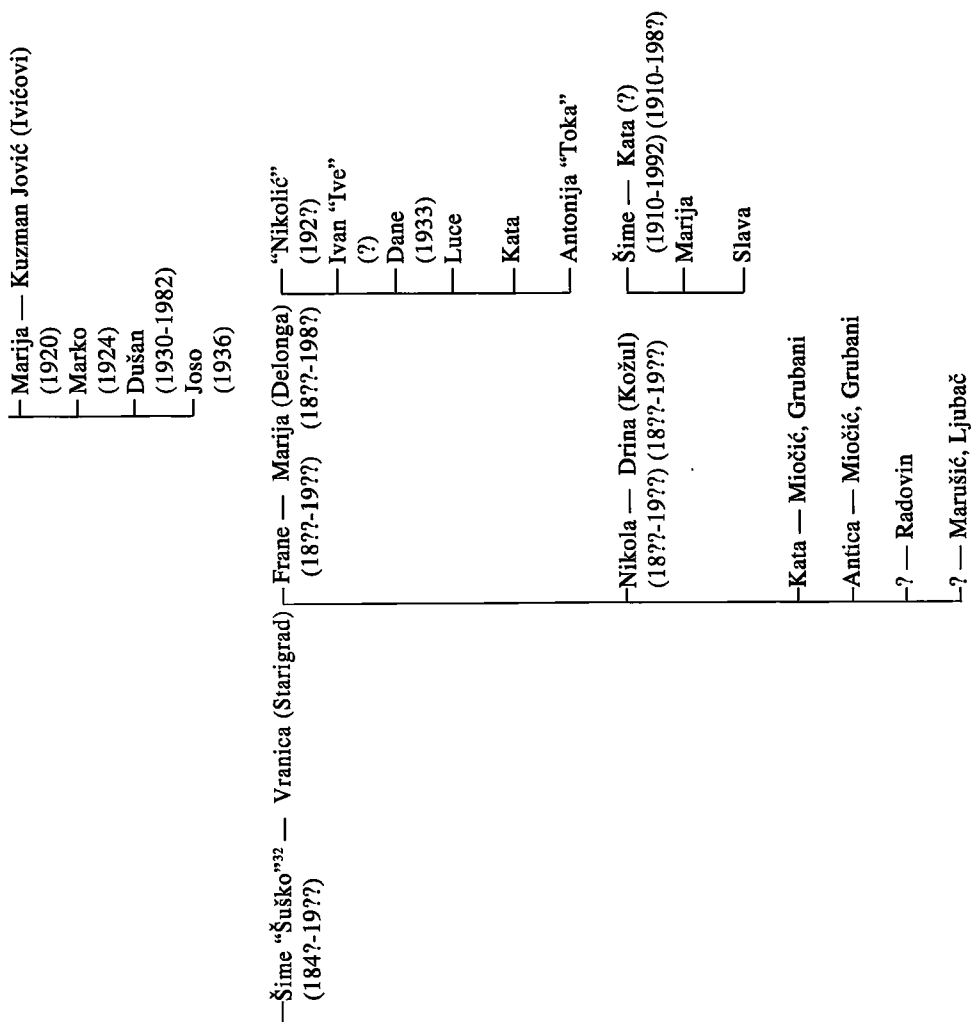 Marija — Kuzman Jović (Ivićovi)
(1920)
Marko
(1924)
Dušan
(1930-1982)
Joso
(1936)
Šime “Šuško”³² — Vranica (Starigrad)
(184?-19??)
Frane — Marija (Delonga)
(18??-19??) (18??-198?)
“Nikolić”
(192?)
Ivan “Ive”
(?)
Dane
(1933)
Luce
Kata
Antonija “Toka”
Nikola — Drina (Kožul)
(18??-19??) (18??-19??)
Šime — Kata (?)
(1910-1992) (1910-198?)
Marija
Slava
Kata — Miočić, Grubani
Antica — Miočić, Grubani
? — Radovin
? — Marušić, Ljubač